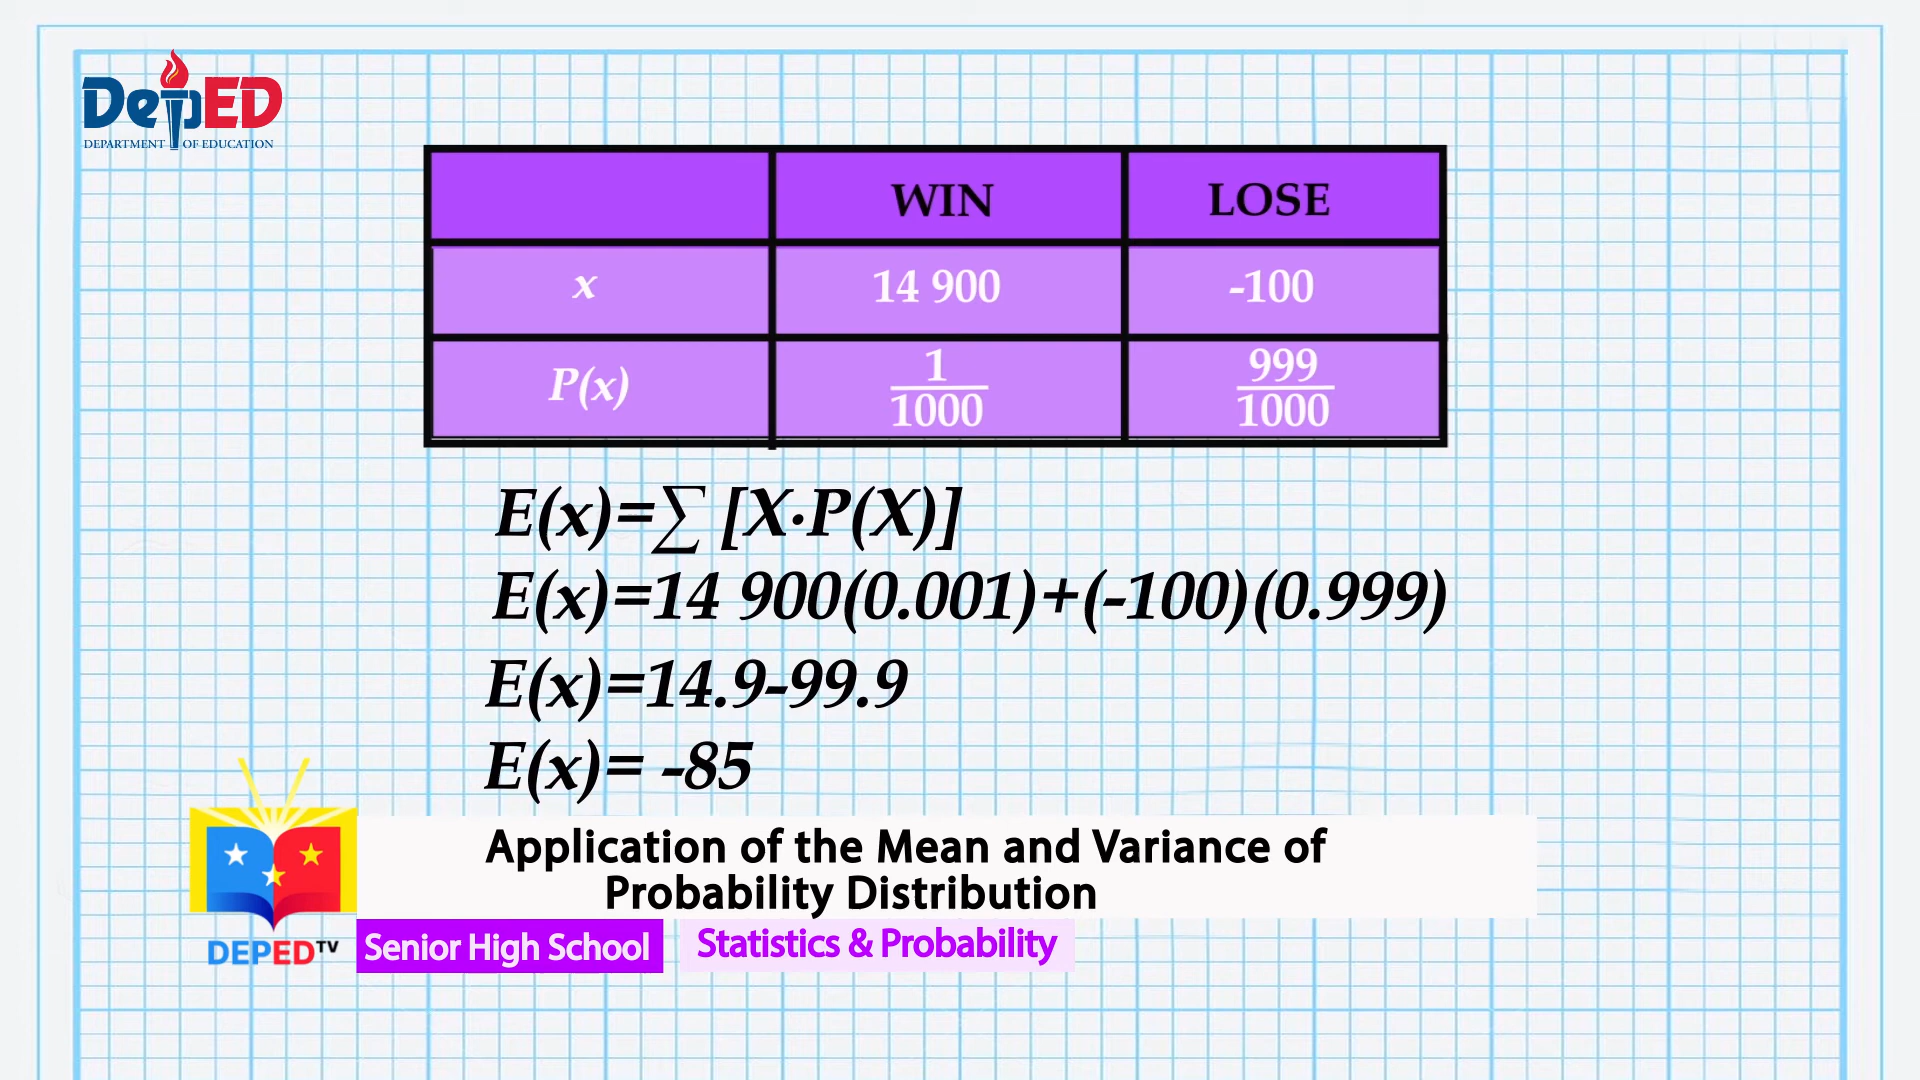 DepED
DEPARTMENT OF EDUCATION
WIN LOSE
x 14 900 -100
P(x) 1/1000 999/1000
E(x)=∑ [X·P(X)]
E(x)=14 900(0.001)+(-100)(0.999)
E(x)=14.9-99.9
E(x)= -85
Application of the Mean and Variance of
Probability Distribution
DEPED TV
Senior High School Statistics & Probability